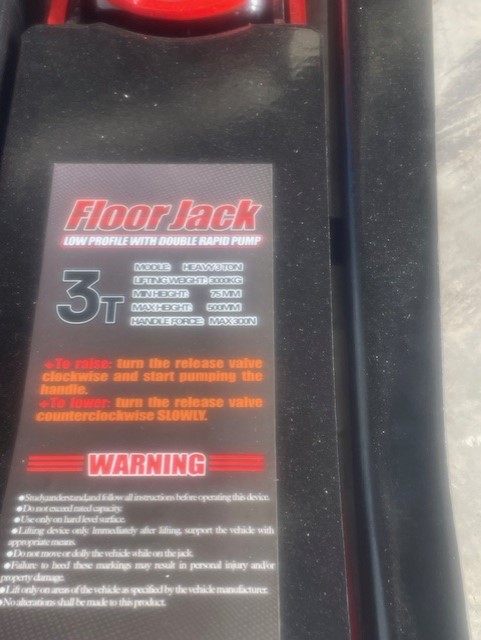 Floor Jack
LOW PROFILE WITH DOUBLE RAPID PUMP
3T
MODLE: HEAVY 3 TON
LIFTING WEIGHT: 3000KG
MIN HEIGHT: 75MM
MAX HEIGHT: 500MM
HANDLE FORCE: MAX 300N
+To raise: turn the release valve
clockwise and start pumping the
handle.
+To lower: turn the release valve
counterclockwise SLOWLY.
WARNING
●Study,understand,and follow all instructions before operating this device.
●Do not exceed rated capacity.
●Use only on hard level surface.
●Lifting device only. Immediately after lifting, support the vehicle with
appropriate means.
●Do not move or dolly the vehicle while on the jack.
●Failure to heed these markings may result in personal injury and/or
property damage.
●Lift only on areas of the vehicle as specified by the vehicle manufacturer.
●No alterations shall be made to this product.